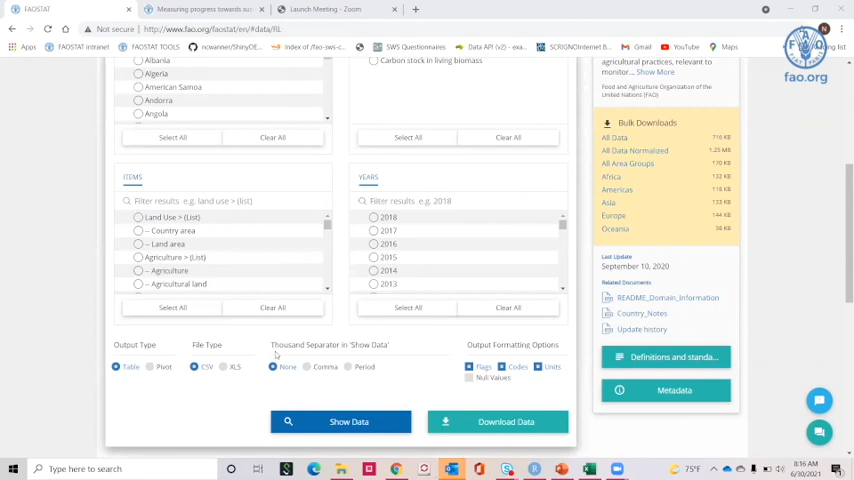 FAOSTAT
Measuring progress towards su
Launch Meeting - Zoom
Not secure
http://www.fao.org/faostat/en/#data/RL
N
Apps
FAOSTAT intranet
FAOSTAT TOOLS
ncwanner/ShinyOE...
Index of /sws-c...
SWS Questionnaires
Data API (v2) - exa...
SCRIGNOInternet B...
Gmail
YouTube
Maps
fao.org
Albania
Algeria
American Samoa
Andorra
Angola
Select All
Clear All
Carbon stock in living biomass
Select All
Clear All
ITEMS
Filter results e.g. land use > (list)
Land Use > (List)
-- Country area
-- Land area
Agriculture > (List)
-- Agriculture
-- Agricultural land
Select All
Clear All
YEARS
Filter results e.g. 2018
2018
2017
2016
2015
2014
2013
Select All
Clear All
Output Type
Table
Pivot
File Type
CSV
XLS
Thousand Separator in 'Show Data'
None
Comma
Period
Output Formatting Options
Flags
Codes
Units
Null Values
Show Data
Download Data
agricultural practices, relevant to
monitor... Show More
Food and Agriculture Organization of the
United Nations (FAO)
Bulk Downloads
All Data 716 KB
All Data Normalized 1.25 MB
All Area Groups 170 KB
Africa 132 KB
Americas 118 KB
Asia 133 KB
Europe 144 KB
Oceania 38 KB
Last Update
September 10, 2020
Related Documents
README_Domain_Information
Country_Notes
Update history
Definitions and standa...
Metadata
Type here to search
75°F
8:16 AM
6/30/2021